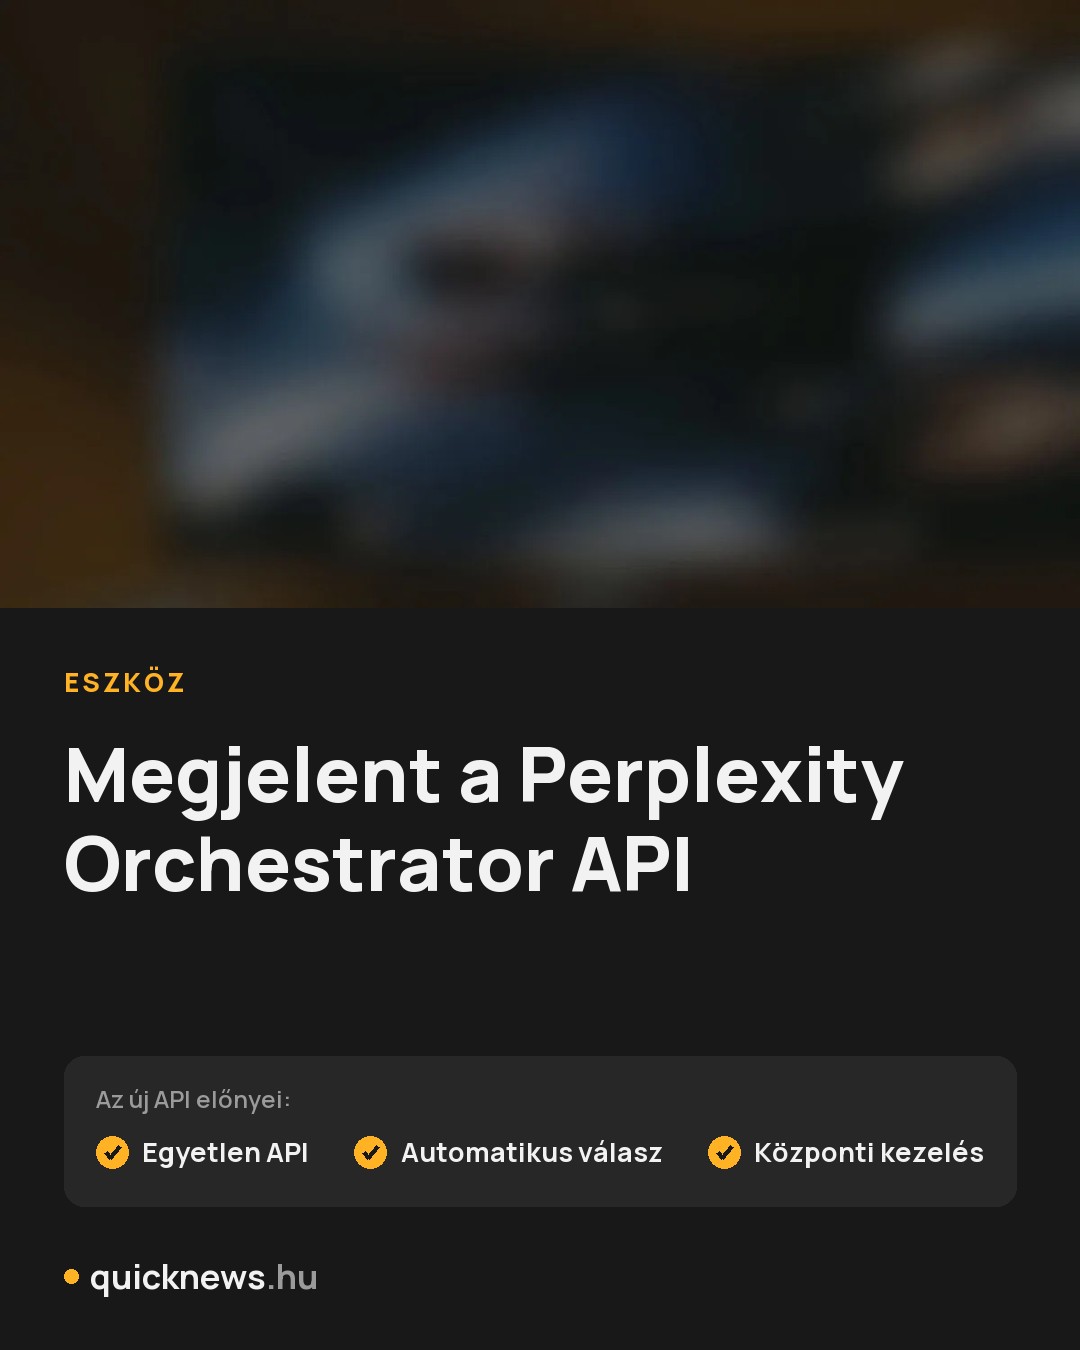 ESZKÖZ
Megjelent a Perplexity
Orchestrator API
Az új API előnyei:
Egyetlen API
Automatikus válasz
Központi kezelés
quicknews.hu